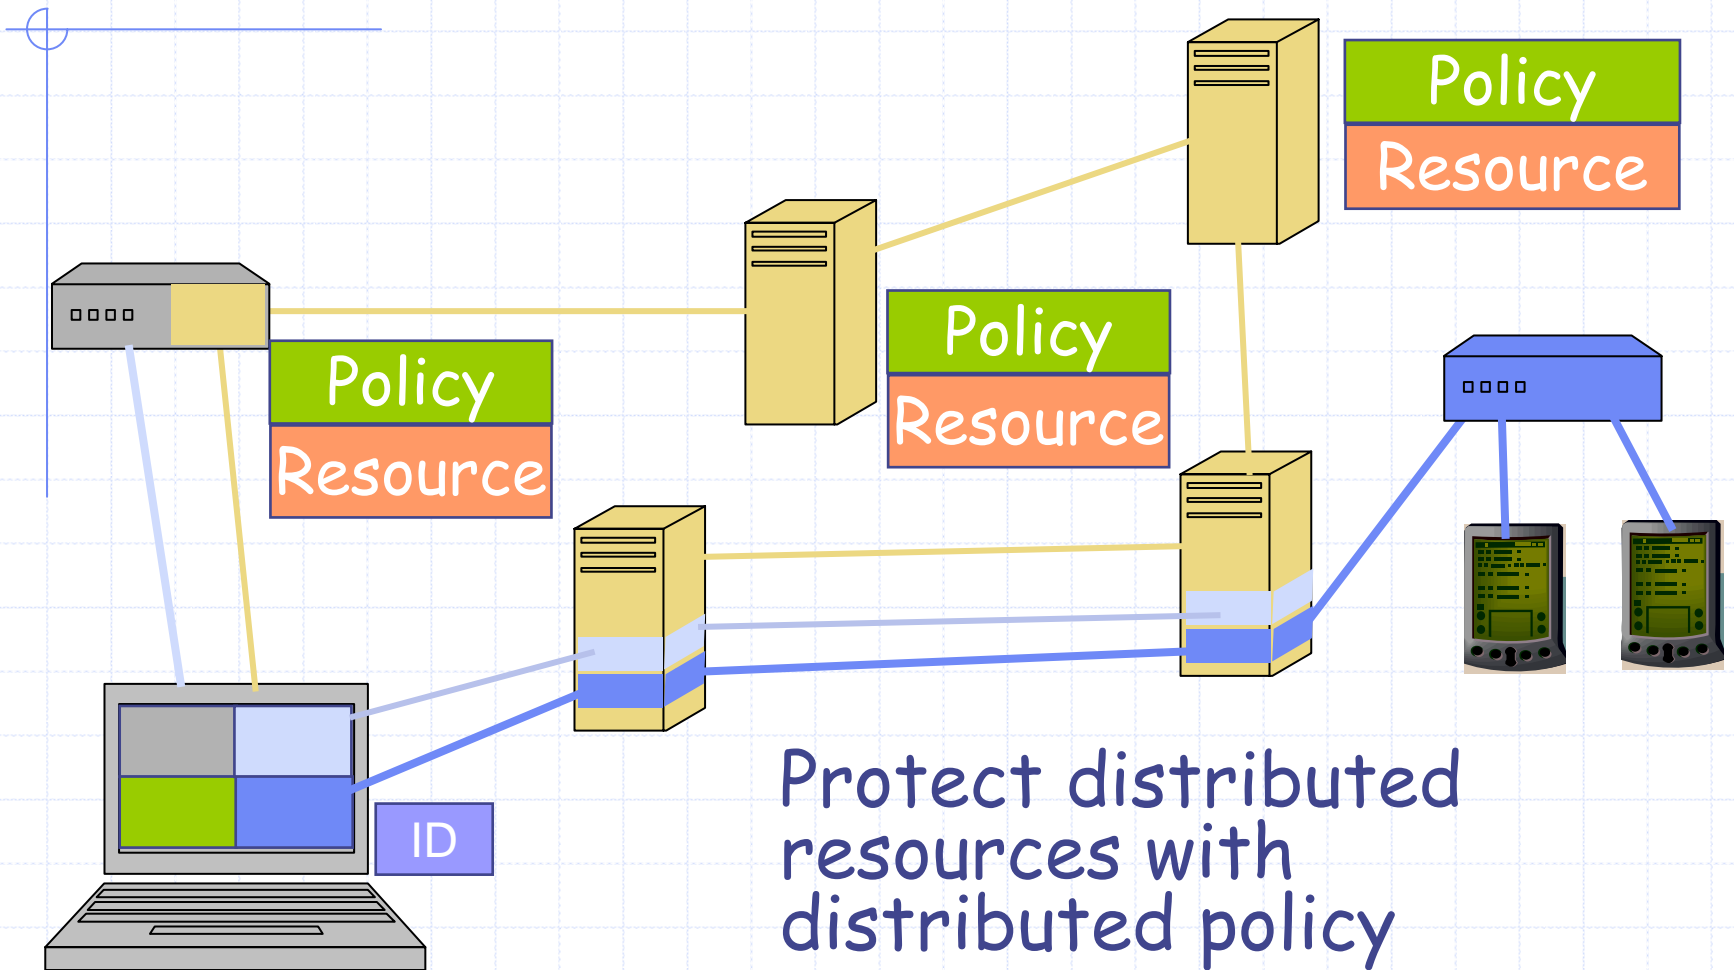 Policy
Resource
Policy
Resource
Policy
Resource
ID
Protect distributed
resources with
distributed policy